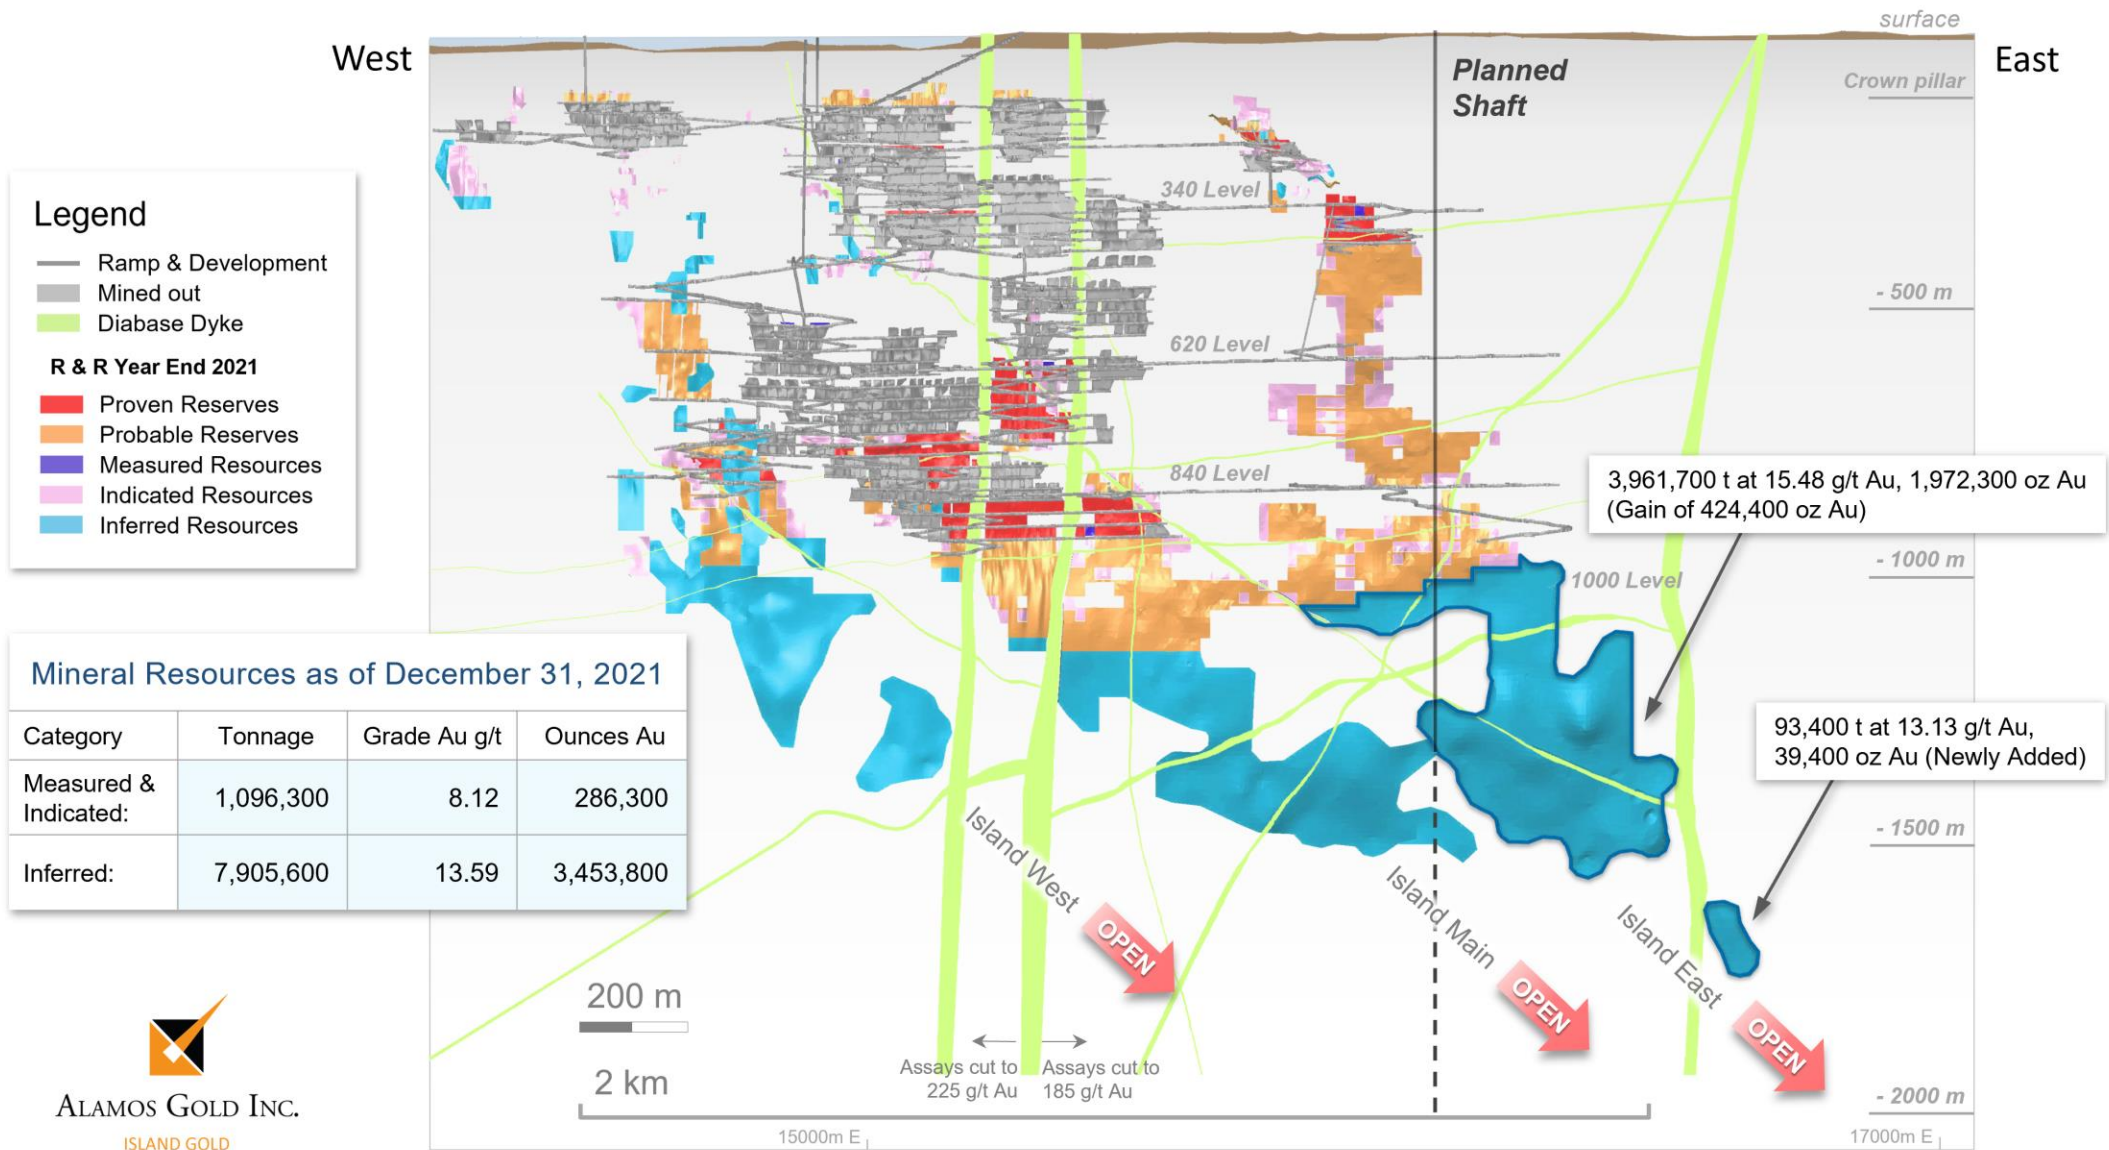 surface
West
East
Planned
Shaft
Crown pillar
340 Level
- 500 m
620 Level
840 Level
- 1000 m
1000 Level
- 1500 m
- 2000 m
Legend
Ramp & Development
Mined out
Diabase Dyke
R & R Year End 2021
Proven Reserves
Probable Reserves
Measured Resources
Indicated Resources
Inferred Resources
3,961,700 t at 15.48 g/t Au, 1,972,300 oz Au
(Gain of 424,400 oz Au)
93,400 t at 13.13 g/t Au,
39,400 oz Au (Newly Added)
Mineral Resources as of December 31, 2021
Category Tonnage Grade Au g/t Ounces Au
Measured &
Indicated: 1,096,300 8.12 286,300
Inferred: 7,905,600 13.59 3,453,800
Island West
OPEN
Island Main
OPEN
Island East
OPEN
200 m
2 km
Assays cut to
225 g/t Au
Assays cut to
185 g/t Au
15000m E
17000m E
ALAMOS GOLD INC.
ISLAND GOLD